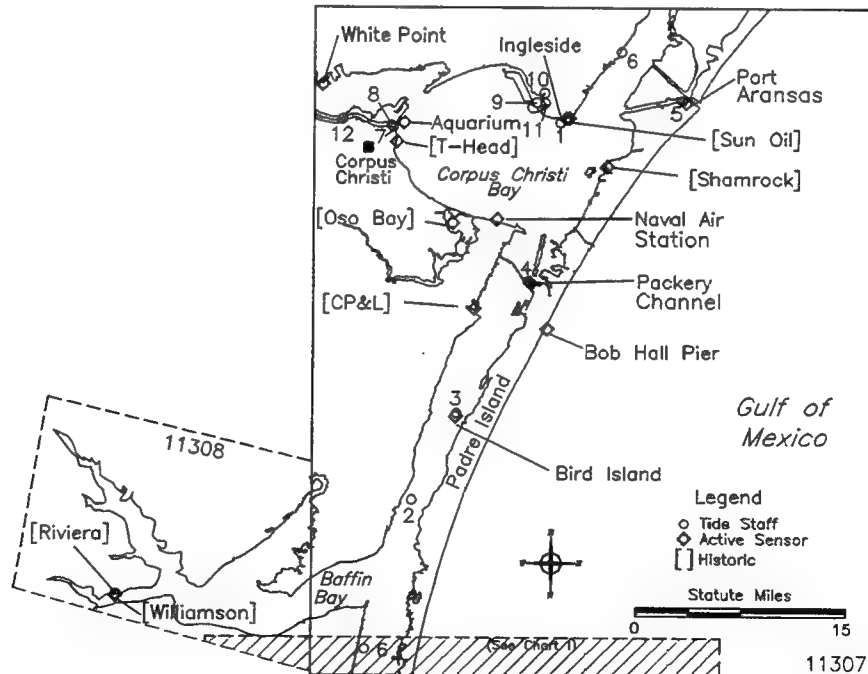 White Point
Ingleside
6
10
Port
Aransas
9
5
8
Aquarium
11
12
7
[T-Head]
[Sun Oil]
Corpus
Christi
Corpus Christi
Bay
[Shamrock]
[Oso Bay]
Naval Air
Station
4
Packery
Channel
[CP&L]
Bob Hall Pier
3
Padre Island
Gulf of
Mexico
11308
Bird Island
Legend
Tide Staff
Active Sensor
[ ] Historic
2
[Riviera]
Baffin
Bay
[Williamson]
Statute Miles
0
15
(See Chart I)
6
11307